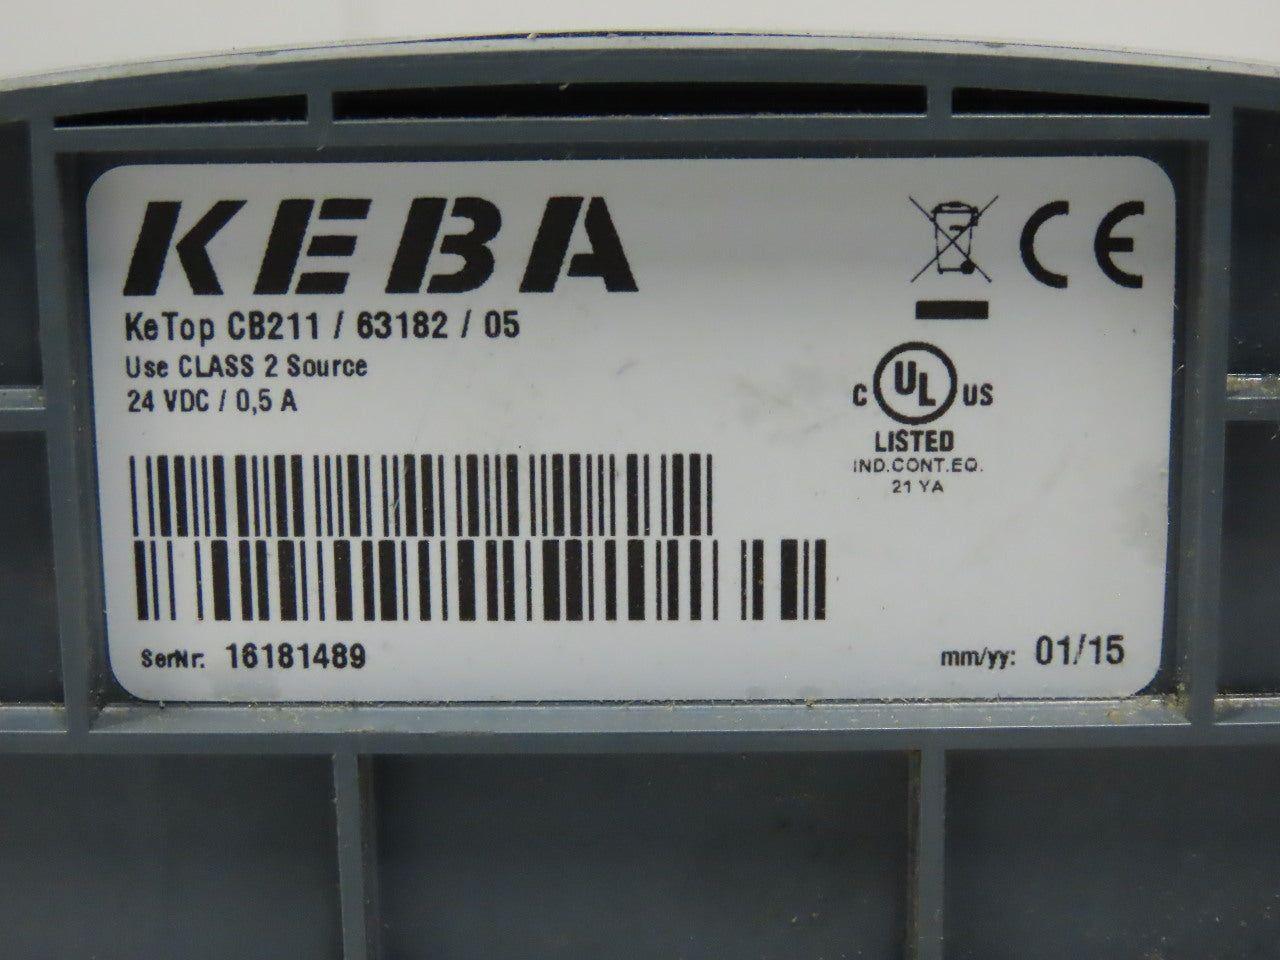 KEBA
CE
KeTop CB211 / 63182 / 05
Use CLASS 2 Source
24 VDC / 0,5 A
C UL US
LISTED
IND.CONT.EQ.
21 YA
SerNr. 16181489
mm/yy: 01/15